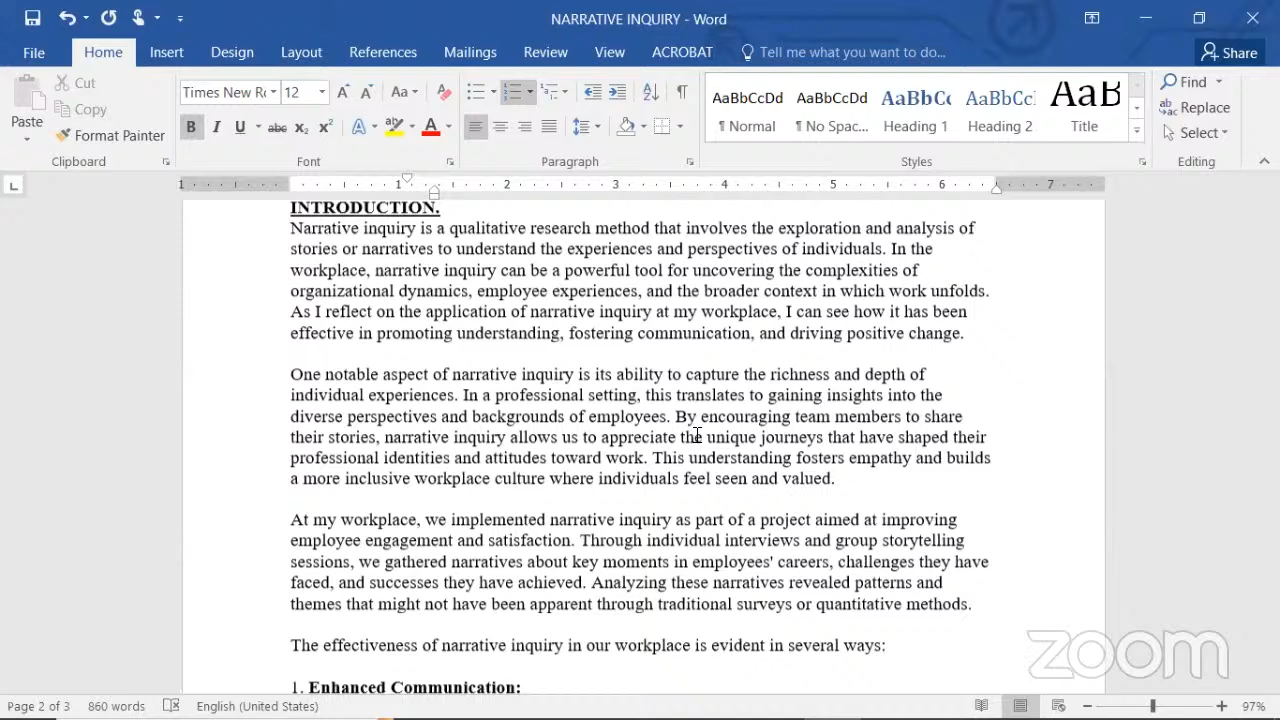 NARRATIVE INQUIRY - Word
File Home Insert Design Layout References Mailings Review View ACROBAT Tell me what you want to do... Share
Paste
Cut
Copy
Format Painter
Clipboard
Times New Ro 12
Font
Paragraph
AaBbCcDd AaBbCcDd AaBbCc AaBbCc AaB
¶ Normal ¶ No Spac... Heading 1 Heading 2 Title
Styles
Find
Replace
Select
Editing
1 1 2 3 4 5 6 7
INTRODUCTION.
Narrative inquiry is a qualitative research method that involves the exploration and analysis of
stories or narratives to understand the experiences and perspectives of individuals. In the
workplace, narrative inquiry can be a powerful tool for uncovering the complexities of
organizational dynamics, employee experiences, and the broader context in which work unfolds.
As I reflect on the application of narrative inquiry at my workplace, I can see how it has been
effective in promoting understanding, fostering communication, and driving positive change.
One notable aspect of narrative inquiry is its ability to capture the richness and depth of
individual experiences. In a professional setting, this translates to gaining insights into the
diverse perspectives and backgrounds of employees. By encouraging team members to share
their stories, narrative inquiry allows us to appreciate the unique journeys that have shaped their
professional identities and attitudes toward work. This understanding fosters empathy and builds
a more inclusive workplace culture where individuals feel seen and valued.
At my workplace, we implemented narrative inquiry as part of a project aimed at improving
employee engagement and satisfaction. Through individual interviews and group storytelling
sessions, we gathered narratives about key moments in employees' careers, challenges they have
faced, and successes they have achieved. Analyzing these narratives revealed patterns and
themes that might not have been apparent through traditional surveys or quantitative methods.
The effectiveness of narrative inquiry in our workplace is evident in several ways:
1. Enhanced Communication:
zoom
Page 2 of 3 860 words English (United States) 97%